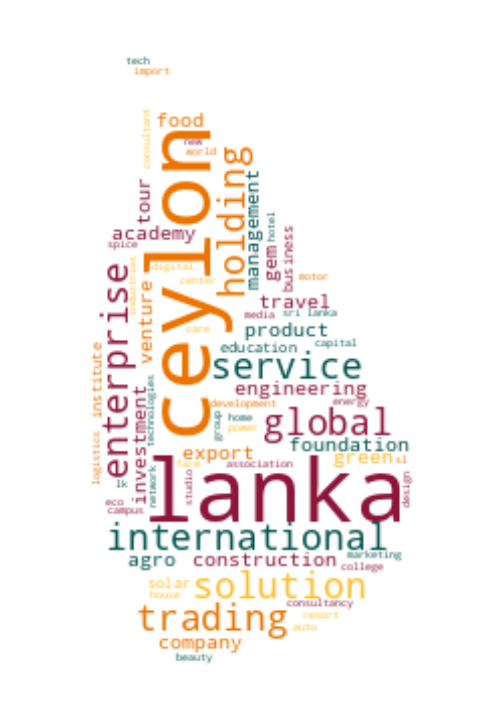 tech
import
consultant
food
new
world
ceylon
holding
tour
management
academy
spice
hotel
gem
business
industries
digital
enterprise
center
motor
venture
travel
media
sri lanka
care
product
education
capital
institute
service
technologies
engineering
investment
development
energy
global
group
home
power
foundation
logistics
export
green
sl
farm
association
lanka
network
studio
lk
design
eco
campus
international
marketing
agro
construction
college
solar
solution
house
consultancy
trading
resort
auto
company
beauty